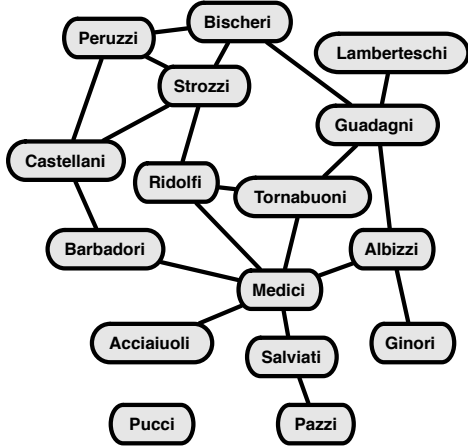 Bischeri
Peruzzi
Lamberteschi
Strozzi
Guadagni
Castellani
Ridolfi
Tornabuoni
Barbadori
Albizzi
Medici
Acciaiuoli
Salviati
Ginori
Pucci
Pazzi